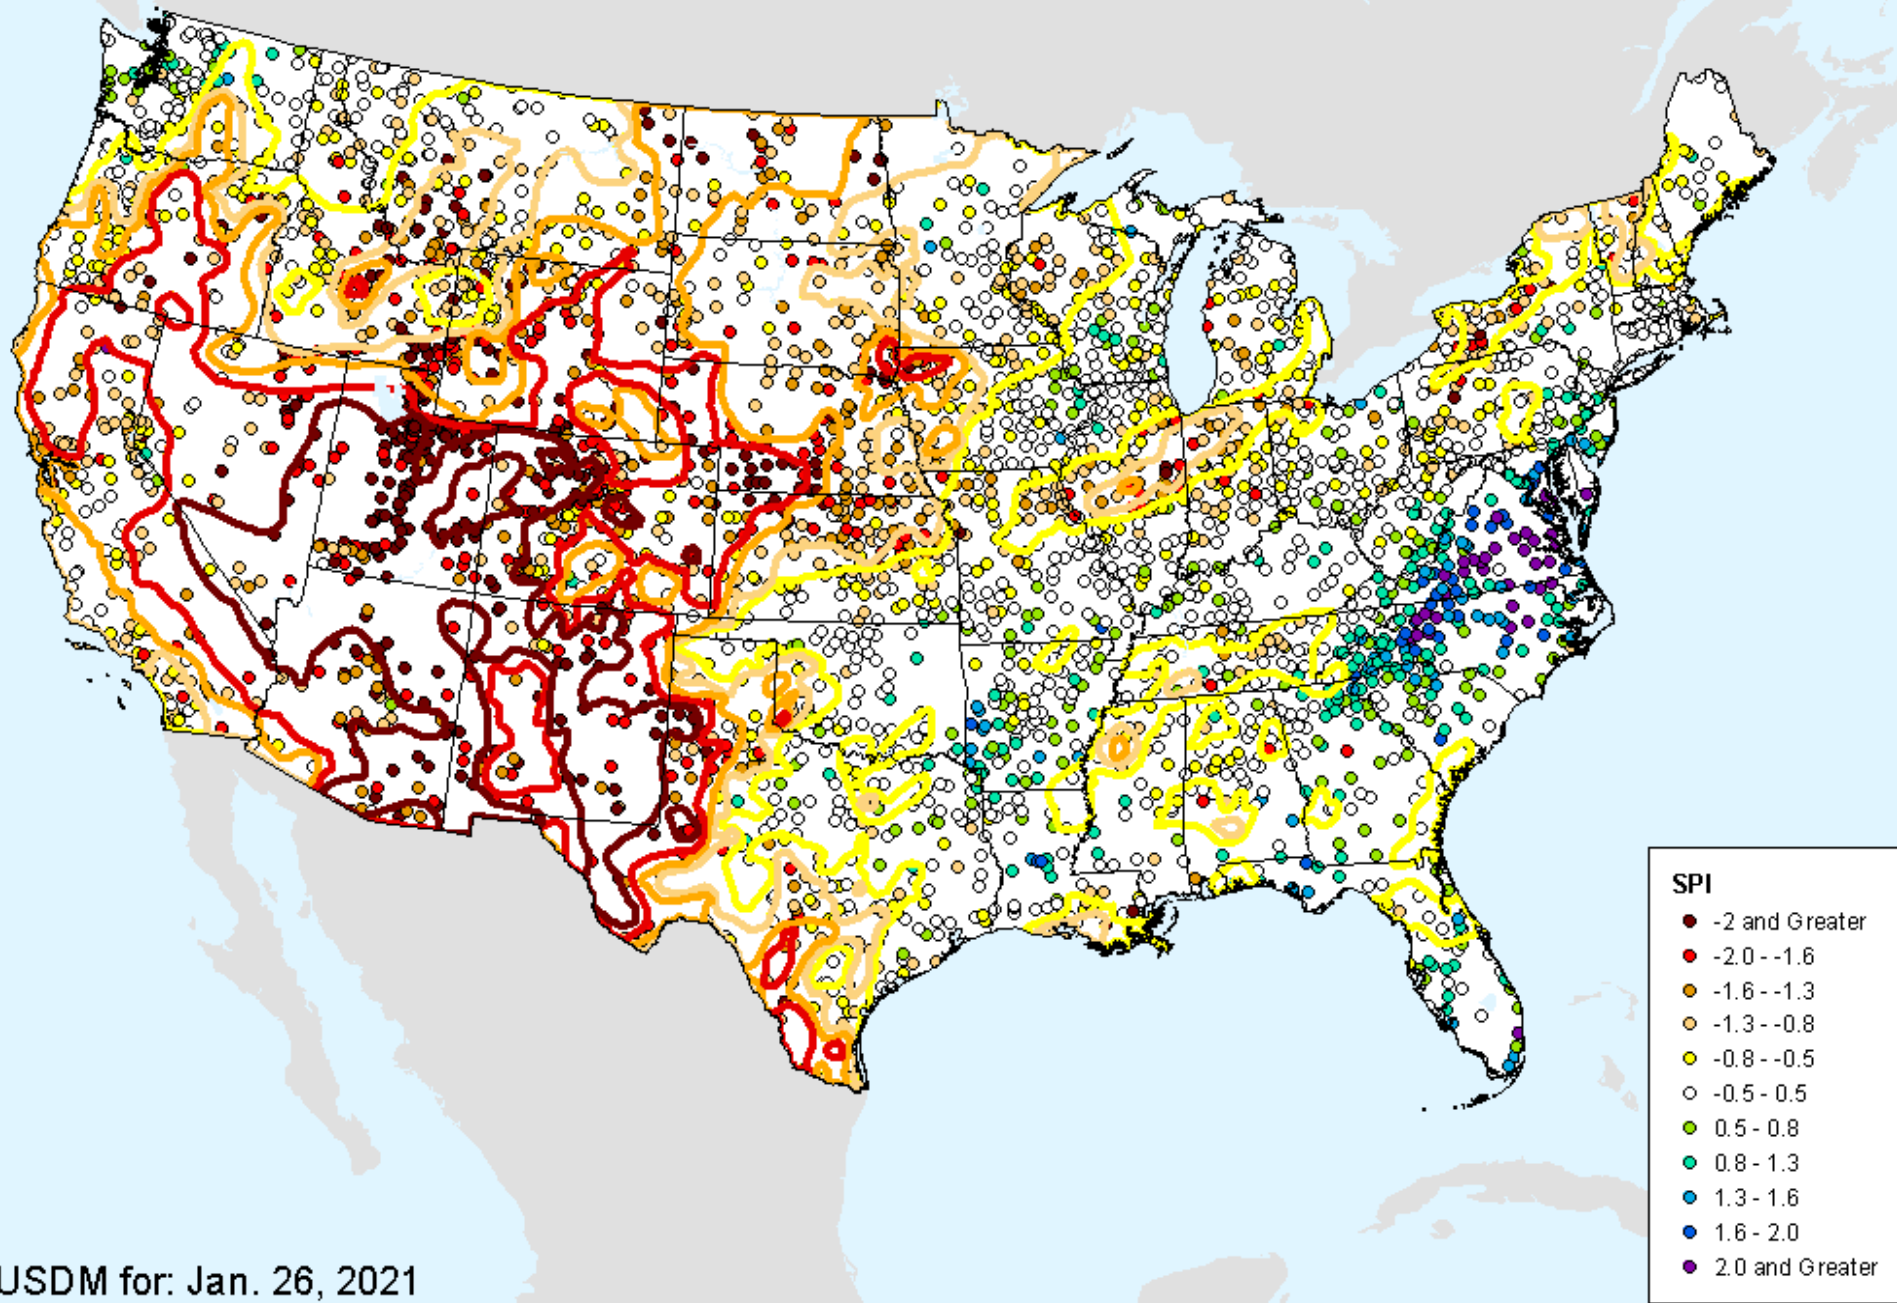 SPI
-2 and Greater
-2.0 - -1.6
-1.6 - -1.3
-1.3 - -0.8
-0.8 - -0.5
-0.5 - 0.5
0.5 - 0.8
0.8 - 1.3
1.3 - 1.6
1.6 - 2.0
2.0 and Greater
USDM for: Jan. 26, 2021